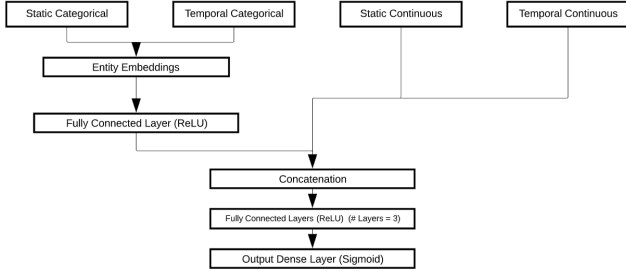 Static Categorical
Temporal Categorical
Static Continuous
Temporal Continuous
Entity Embeddings
Fully Connected Layer (ReLU)
Concatenation
Fully Connected Layers (ReLU) (# Layers = 3)
Output Dense Layer (Sigmoid)